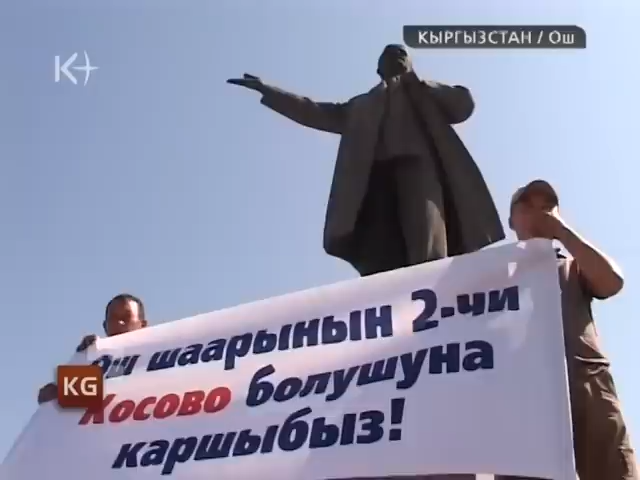 КЫРГЫЗСТАН / Ош
K+
Ош шаарынын 2-чи
Косово болушуна
каршыбыз!
KG